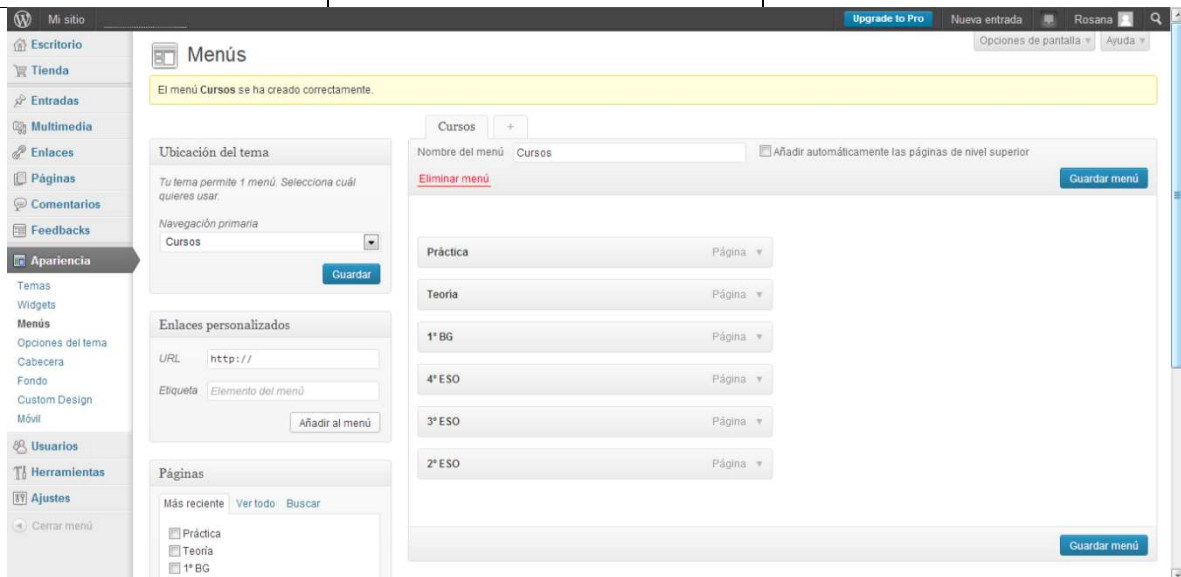 Mi sitio
Upgrade to Pro
Nueva entrada
Rosana
Escritorio
Tienda
Entradas
Multimedia
Enlaces
Páginas
Comentarios
Feedbacks
Apariencia
Temas
Widgets
Menús
Opciones del tema
Cabecera
Fondo
Custom Design
Móvil
Usuarios
Herramientas
Ajustes
Cerrar menú
Opciones de pantalla
Ayuda
Menús
El menú Cursos se ha creado correctamente.
Ubicación del tema
Tu tema permite 1 menú. Selecciona cuál
quieres usar.
Navegación primaria
Cursos
Guardar
Enlaces personalizados
URL http://
Etiqueta Elemento del menú
Añadir al menú
Páginas
Más reciente Ver todo Buscar
Práctica
Teoría
1º BG
Cursos +
Nombre del menú Cursos
Añadir automáticamente las páginas de nivel superior
Eliminar menú
Guardar menú
Práctica Página
Teoría Página
1º BG Página
4º ESO Página
3º ESO Página
2º ESO Página
Guardar menú